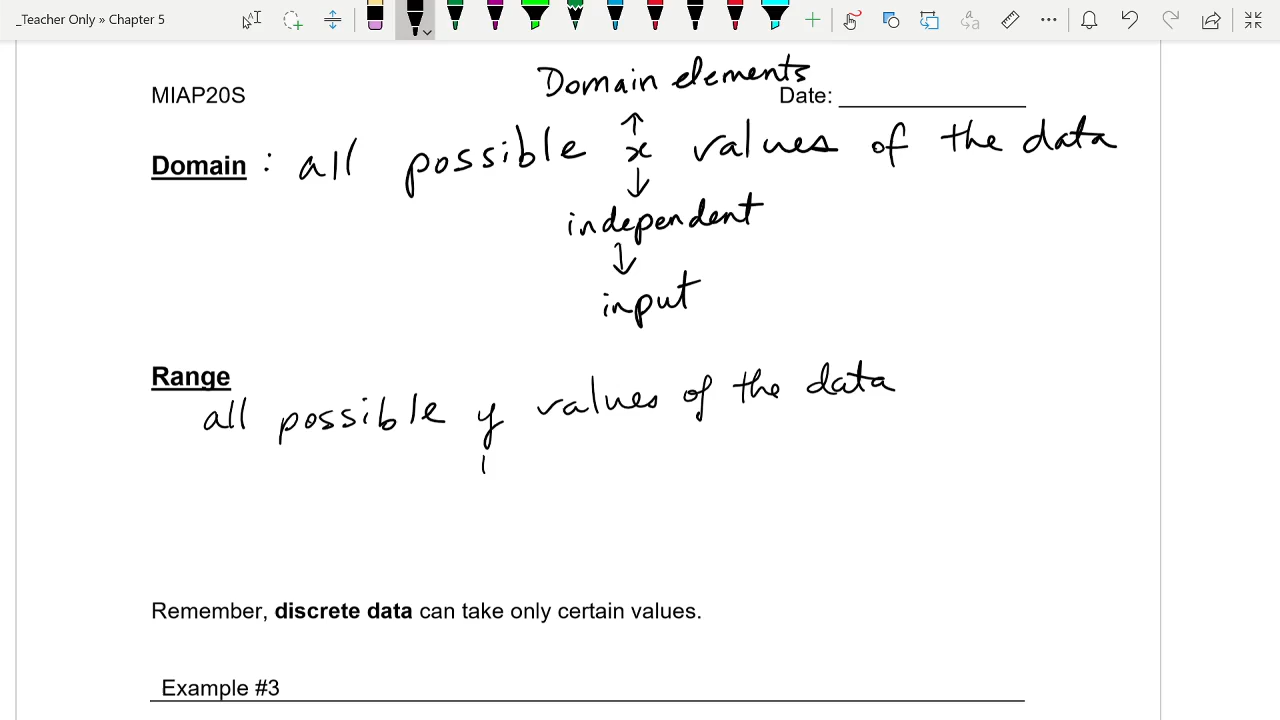 _Teacher Only » Chapter 5
Domain elements
MIAP20S Date:
↑
Domain : all possible x values of the data
↓
independent
↓
input
Range
all possible y values of the data
Remember, discrete data can take only certain values.
Example #3